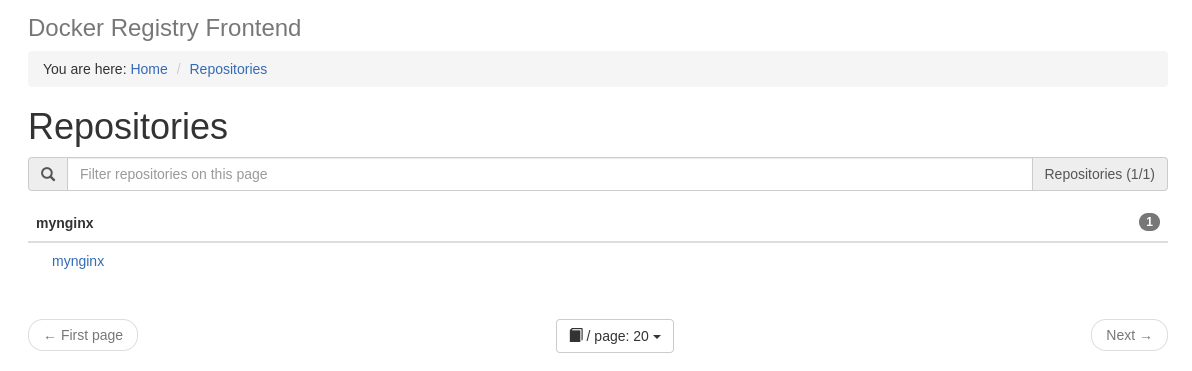 Docker Registry Frontend
You are here: Home / Repositories
Repositories
Filter repositories on this page Repositories (1/1)
mynginx 1
mynginx
← First page / page: 20 Next →